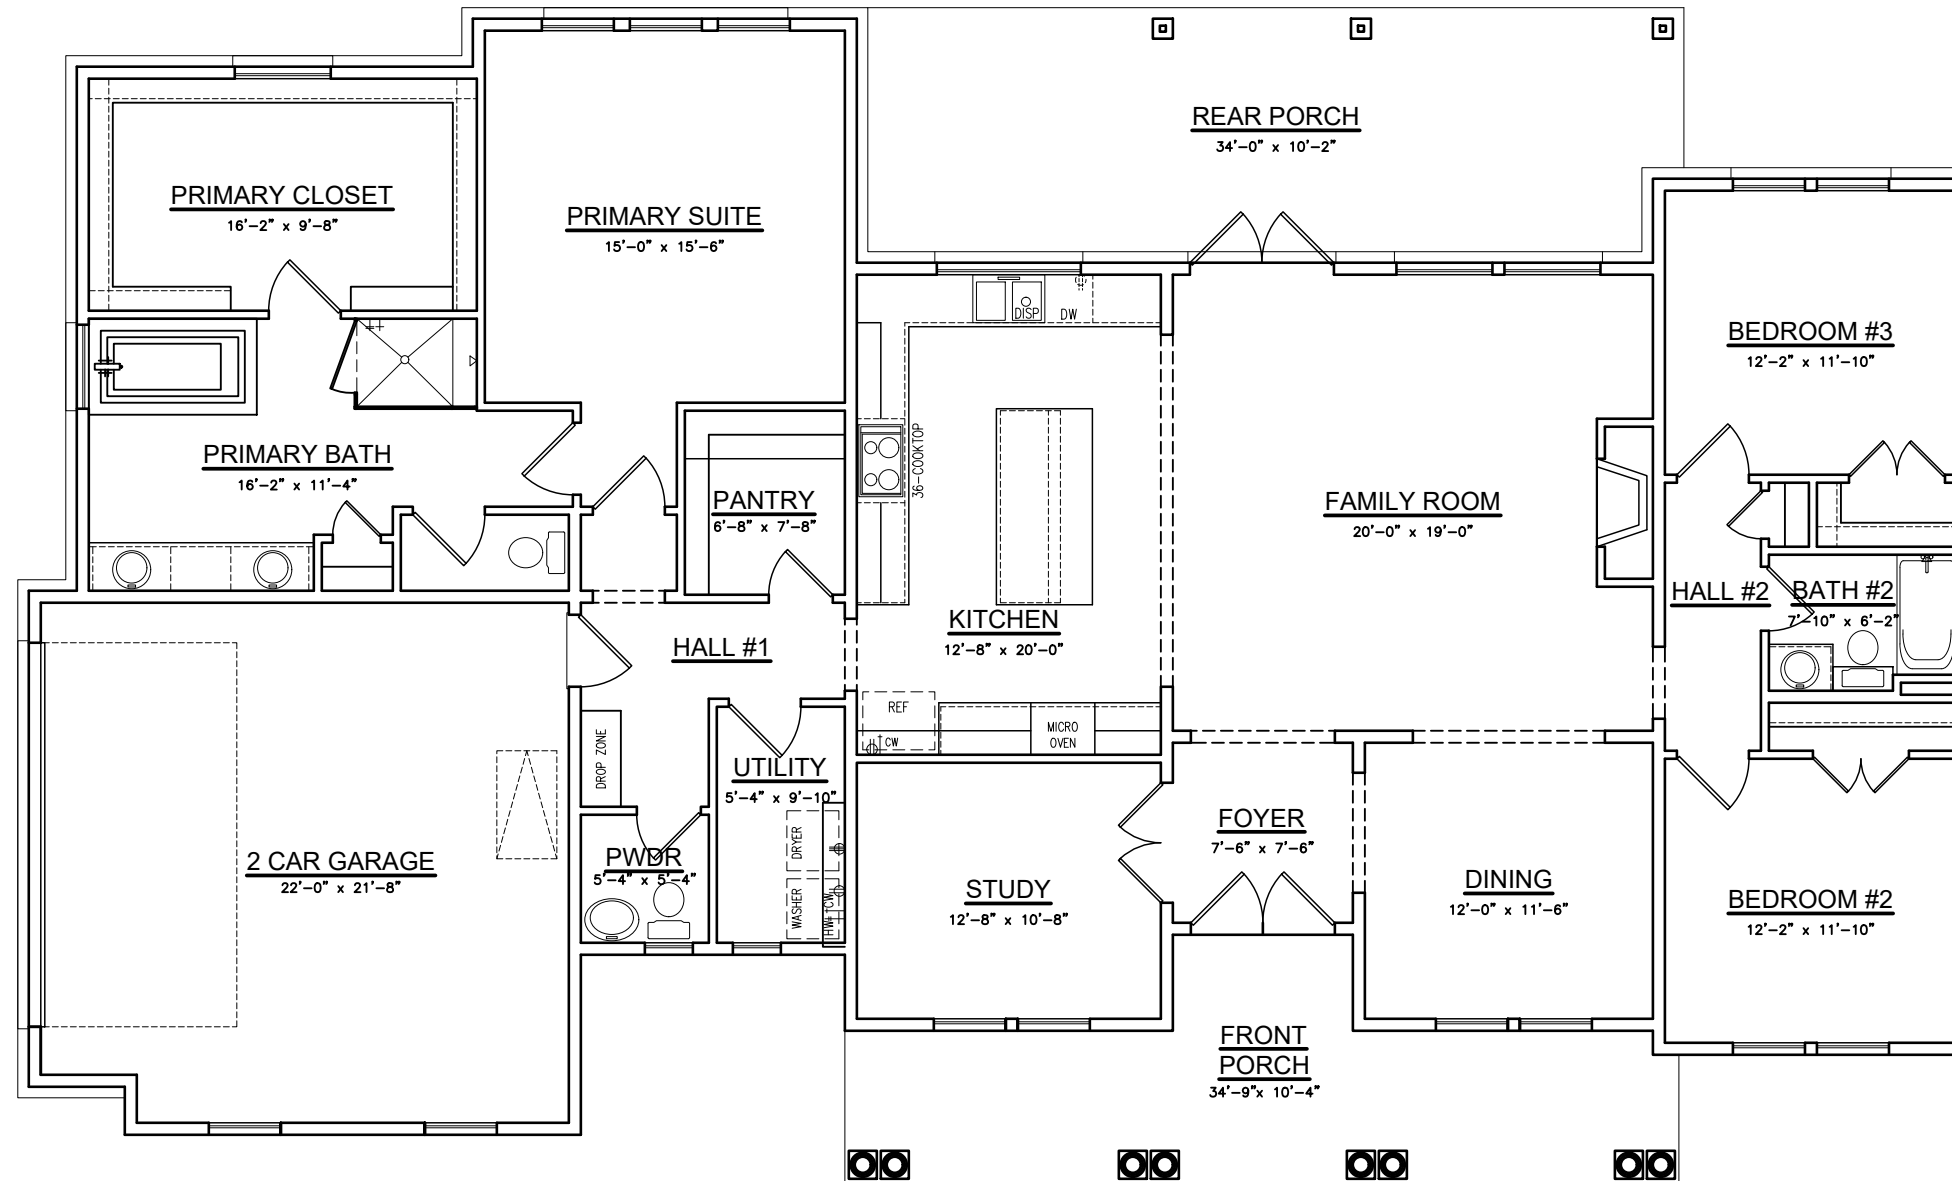 REAR PORCH
34'-0" x 10'-2"
PRIMARY CLOSET
16'-2" x 9'-8"
PRIMARY SUITE
15'-0" x 15'-6"
DISP
DW
BEDROOM #3
12'-2" x 11'-10"
PRIMARY BATH
16'-2" x 11'-4"
36-COOKTOP
PANTRY
6'-8" x 7'-8"
FAMILY ROOM
20'-0" x 19'-0"
HALL #2
BATH #2
7'-10" x 6'-2"
KITCHEN
12'-8" x 20'-0"
HALL #1
REF
CW
MICRO
OVEN
DROP ZONE
UTILITY
5'-4" x 9'-10"
DRYER
WASHER
HW
CW
FOYER
7'-6" x 7'-6"
2 CAR GARAGE
22'-0" x 21'-8"
PWDR
5'-4" x 5'-4"
STUDY
12'-8" x 10'-8"
DINING
12'-0" x 11'-6"
BEDROOM #2
12'-2" x 11'-10"
FRONT
PORCH
34'-9"x 10'-4"